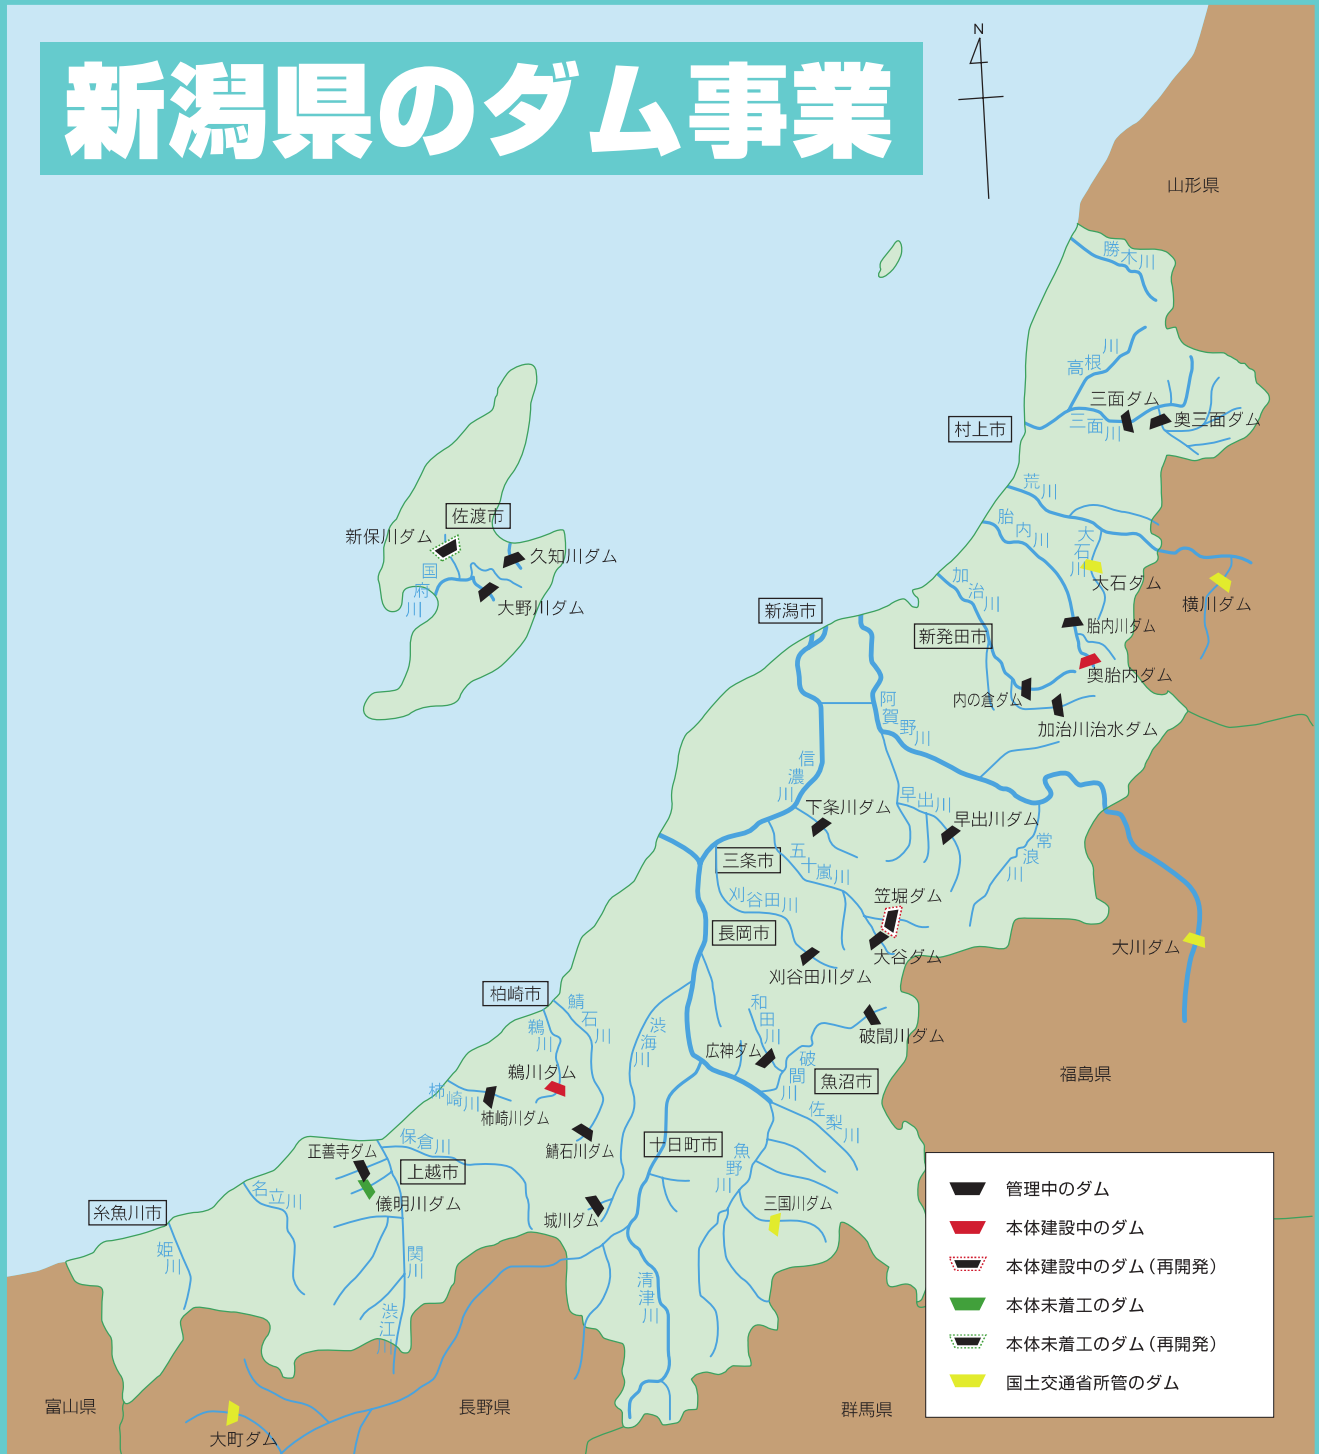 新潟県のダム事業
N
山形県
勝木川
高根川
三面ダム
奥三面ダム
三面川
村上市
荒川
胎内川
大石川
大石ダム
横川ダム
佐渡市
新保川ダム
久知川ダム
国府川
大野川ダム
加治川
新潟市
新発田市
胎内川ダム
奥胎内ダム
内の倉ダム
加治川治水ダム
阿賀野川
信濃川
下条川ダム
早出川
早出川ダム
常浪川
三条市
五十嵐川
刈谷田川
笠堀ダム
長岡市
大谷ダム
刈谷田川ダム
大川ダム
柏崎市
鯖石川
鵜川
渋海川
和田川
破間川ダム
広神ダム
破間川
魚沼市
福島県
鵜川ダム
柿崎川
柿崎川ダム
佐梨川
保倉川
鯖石川ダム
十日町市
魚野川
正善寺ダム
上越市
儀明川ダム
名立川
糸魚川市
城川ダム
三国川ダム
姫川
関川
清津川
渋江川
富山県
長野県
群馬県
大町ダム
管理中のダム
本体建設中のダム
本体建設中のダム（再開発）
本体未着工のダム
本体未着工のダム（再開発）
国土交通省所管のダム